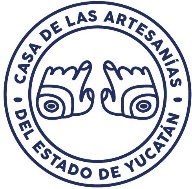 CASA DE LAS ARTESANÍAS
DEL ESTADO DE YUCATÁN